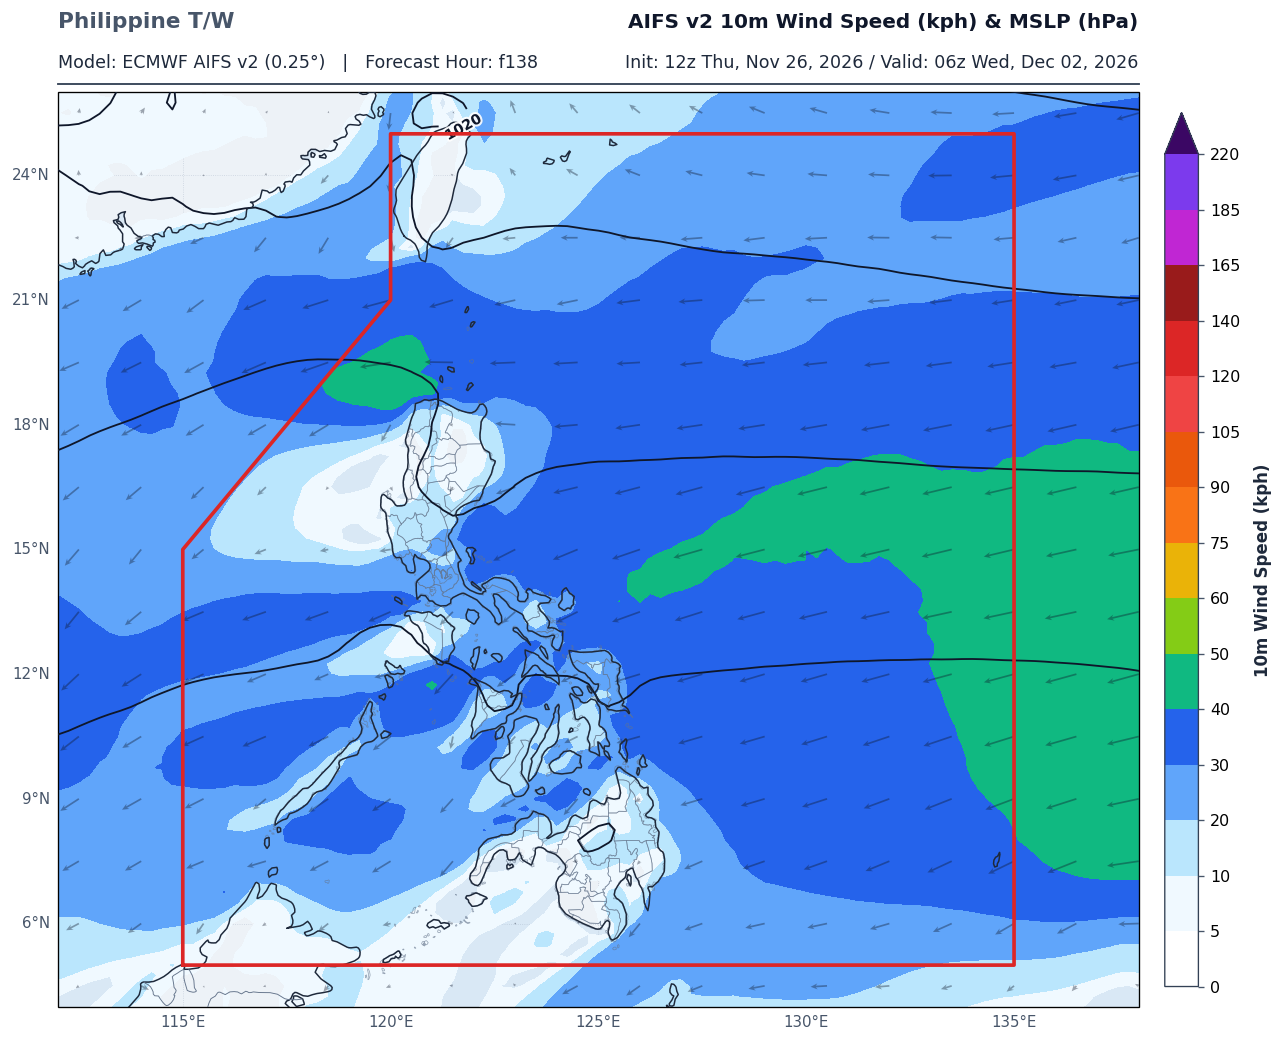 Philippine T/W
AIFS v2 10m Wind Speed (kph) & MSLP (hPa)
Model: ECMWF AIFS v2 (0.25°) | Forecast Hour: f138
Init: 12z Thu, Nov 26, 2026 / Valid: 06z Wed, Dec 02, 2026
1020
24°N
21°N
18°N
15°N
12°N
9°N
6°N
115°E
120°E
125°E
130°E
135°E
220
185
165
140
120
105
90
75
60
50
40
30
20
10
5
0
10m Wind Speed (kph)